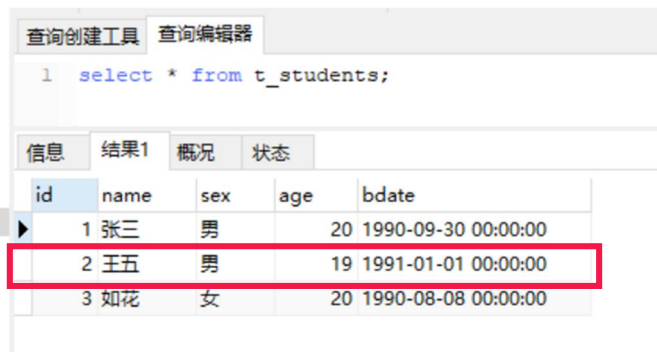 查询创建工具 查询编辑器
1 select * from t_students;
信息 结果1 概况 状态
id name sex age bdate
1 张三 男 20 1990-09-30 00:00:00
2 王五 男 19 1991-01-01 00:00:00
3 如花 女 20 1990-08-08 00:00:00